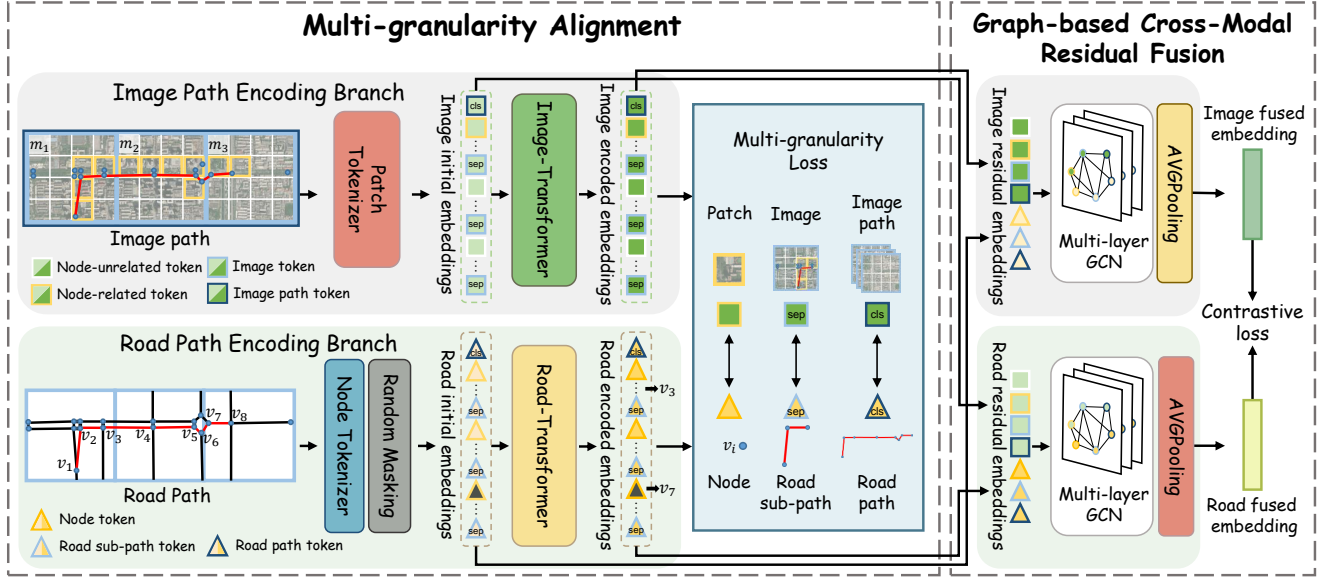 Multi-granularity Alignment
Graph-based Cross-Modal
Residual Fusion
Image Path Encoding Branch
m₁
m₂
m₃
Image path
Node-unrelated token
Image token
Node-related token
Image path token
Patch
Tokenizer
Image initial embeddings
cls
sep
sep
sep
Image-Transformer
Image encoded embeddings
cls
sep
sep
sep
Road Path Encoding Branch
v₁
v₂
v₃
v₄
v₅
v₆
v₇
v₈
Road Path
Node token
Road sub-path token
Road path token
Node Tokenizer
Random Masking
Road initial embeddings
cls
sep
sep
sep
Road-Transformer
Road encoded embeddings
cls
v₃
sep
sep
v₇
sep
Multi-granularity
Loss
Patch
Image
Image
path
sep
cls
sep
cls
vᵢ
Node
Road
sub-path
Road
path
Image residual embeddings
Multi-layer
GCN
AVGPooling
Image fused
embedding
Contrastive
loss
Road residual embeddings
Multi-layer
GCN
AVGPooling
Road fused
embedding